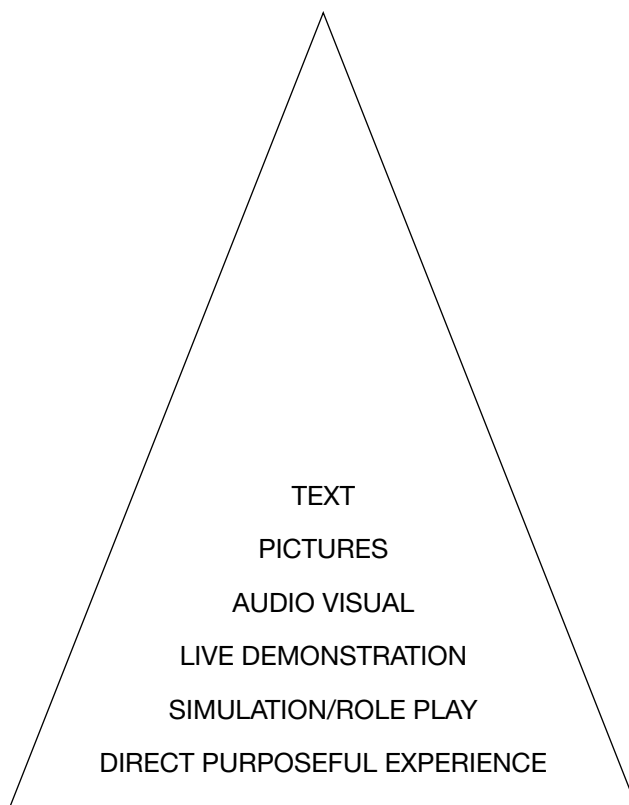 TEXT
PICTURES
AUDIO VISUAL
LIVE DEMONSTRATION
SIMULATION/ROLE PLAY
DIRECT PURPOSEFUL EXPERIENCE